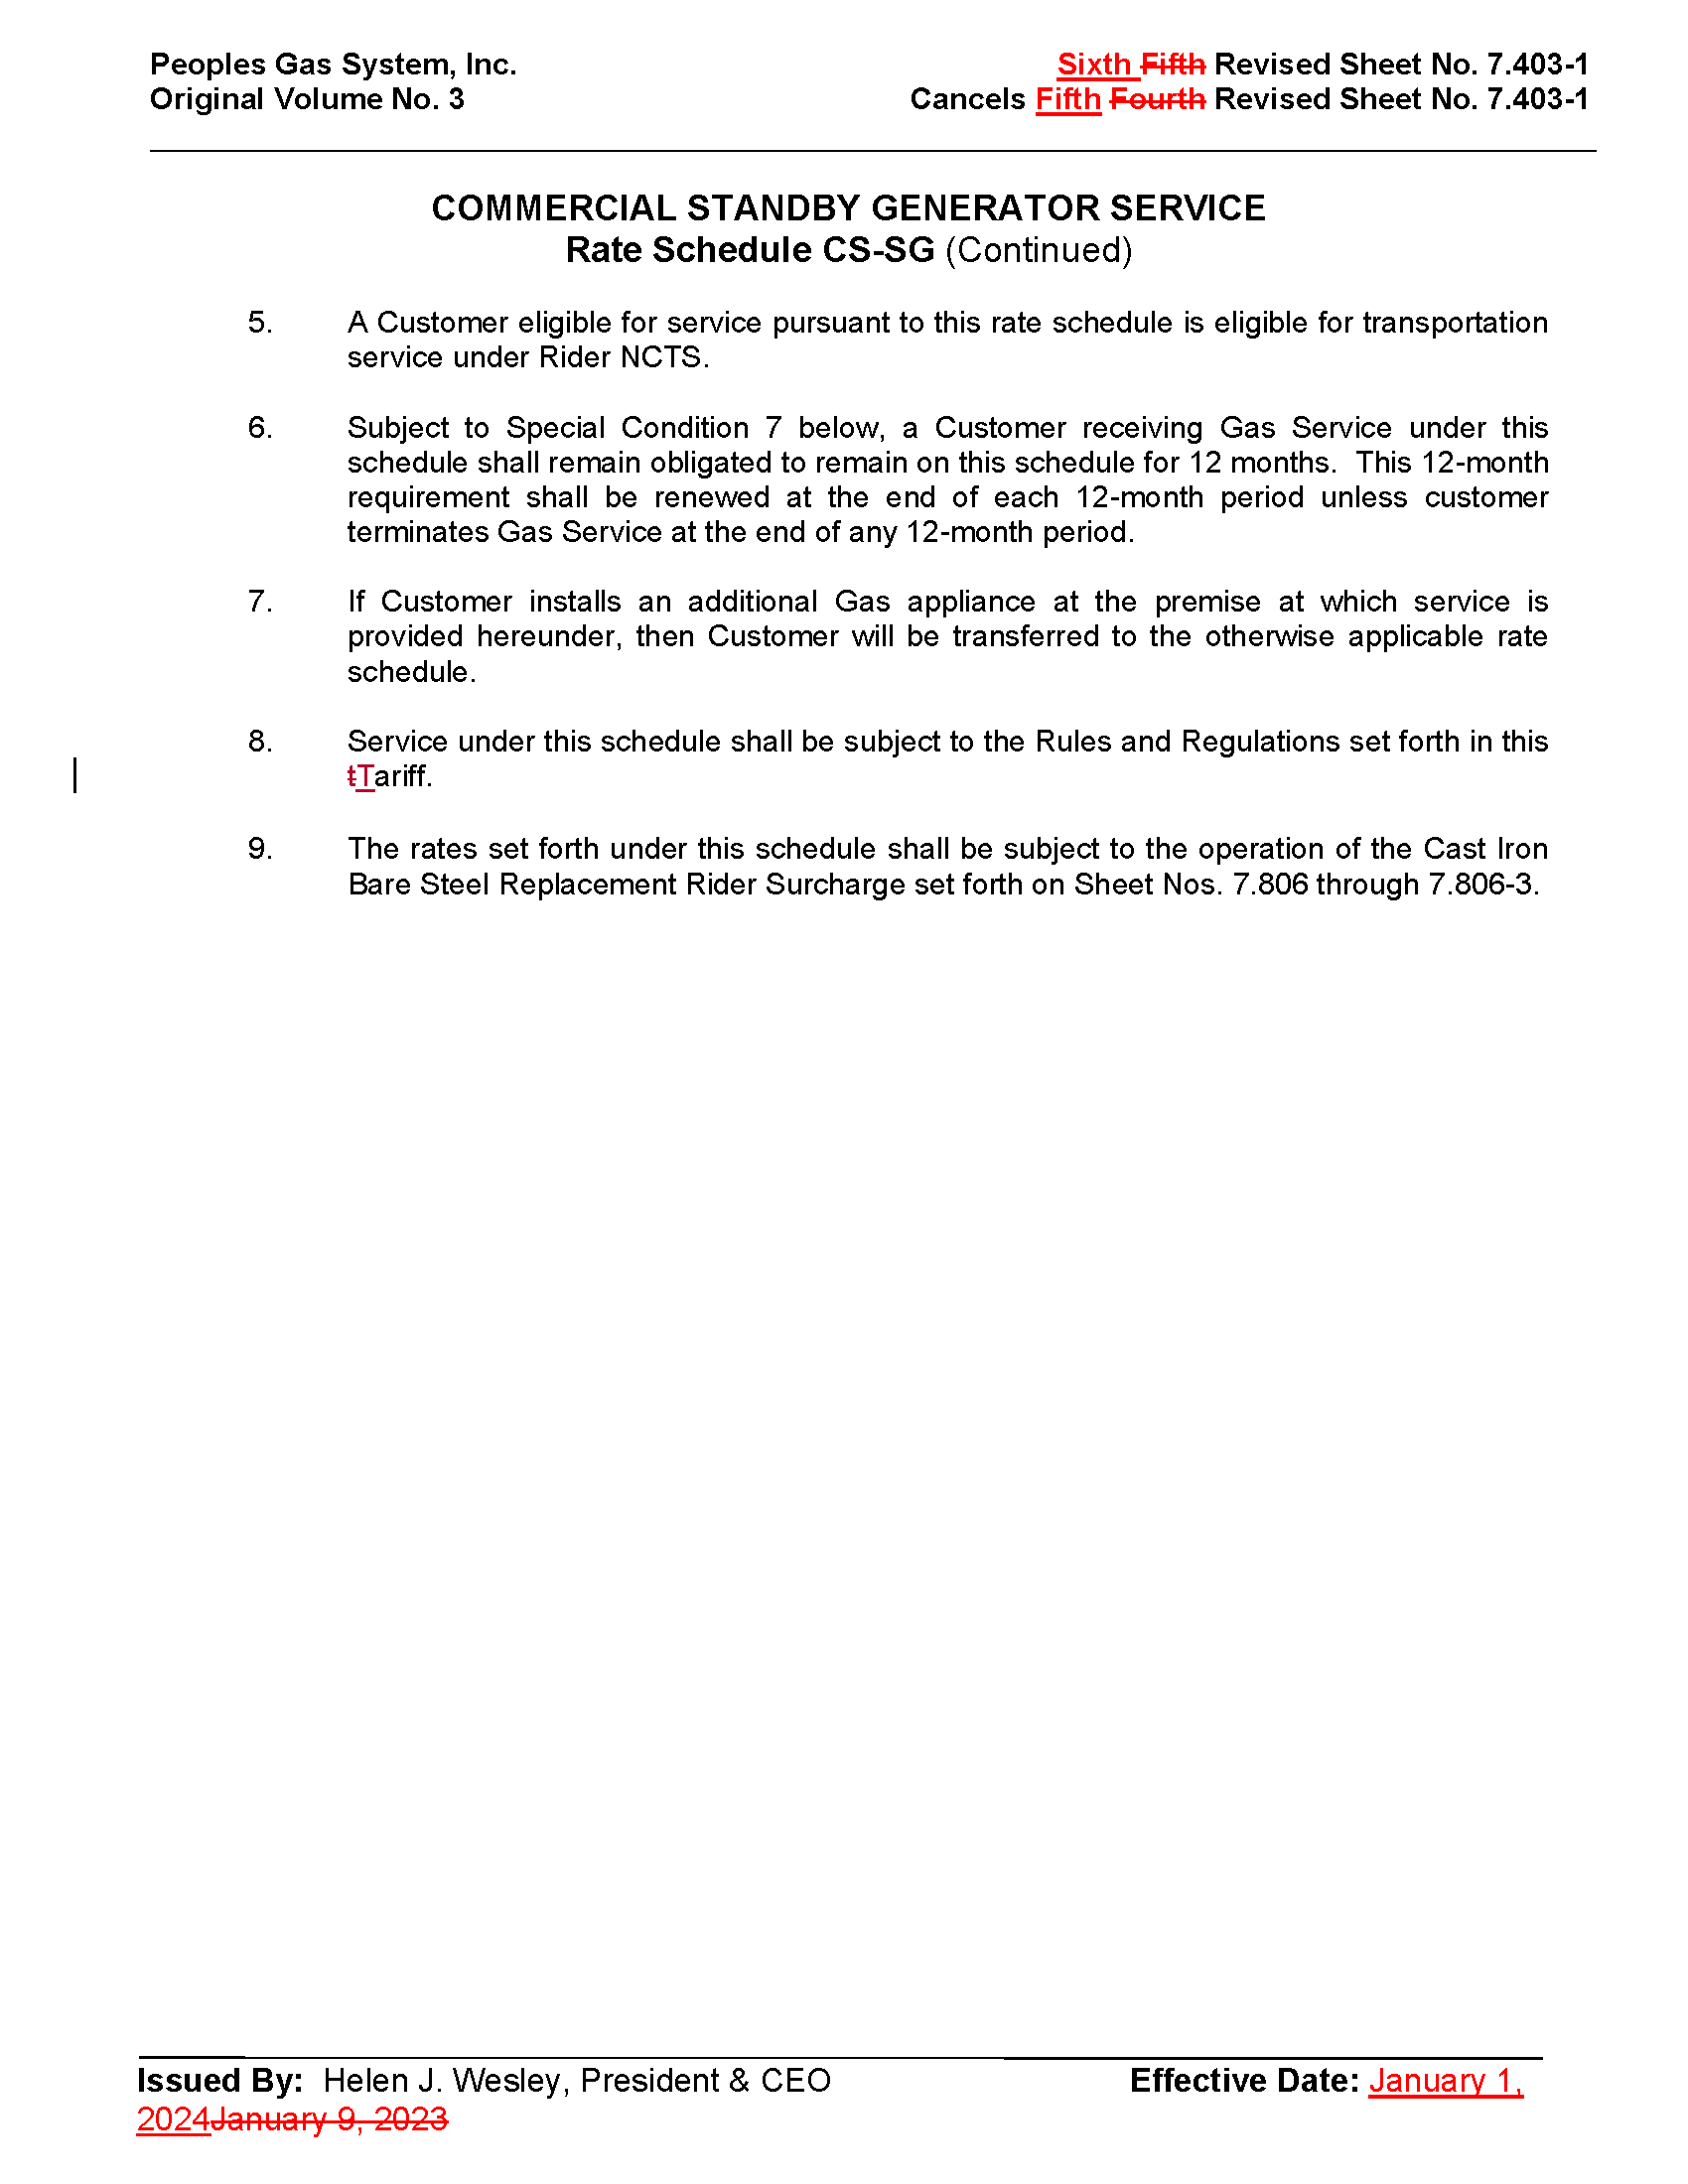 Peoples Gas System, Inc.
Original Volume No. 3
Sixth Fifth Revised Sheet No. 7.403-1
Cancels Fifth Fourth Revised Sheet No. 7.403-1
COMMERCIAL STANDBY GENERATOR SERVICE
Rate Schedule CS-SG (Continued)
5. A Customer eligible for service pursuant to this rate schedule is eligible for transportation
service under Rider NCTS.
6. Subject to Special Condition 7 below, a Customer receiving Gas Service under this
schedule shall remain obligated to remain on this schedule for 12 months. This 12-month
requirement shall be renewed at the end of each 12-month period unless customer
terminates Gas Service at the end of any 12-month period.
7. If Customer installs an additional Gas appliance at the premise at which service is
provided hereunder, then Customer will be transferred to the otherwise applicable rate
schedule.
8. Service under this schedule shall be subject to the Rules and Regulations set forth in this
tTariff.
9. The rates set forth under this schedule shall be subject to the operation of the Cast Iron
Bare Steel Replacement Rider Surcharge set forth on Sheet Nos. 7.806 through 7.806-3.
Issued By: Helen J. Wesley, President & CEO
Effective Date: January 1,
2024January 9, 2023